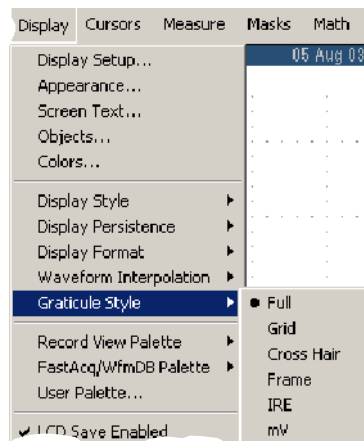 Display Cursors Measure Masks Math
05 Aug 03
Display Setup...
Appearance...
Screen Text...
Objects...
Colors...
Display Style
Display Persistence
Display Format
Waveform Interpolation
Graticule Style
Full
Grid
Record View Palette
Cross Hair
FastAcq/WfmDB Palette
Frame
User Palette...
IRE
LCD Save Enabled
mV